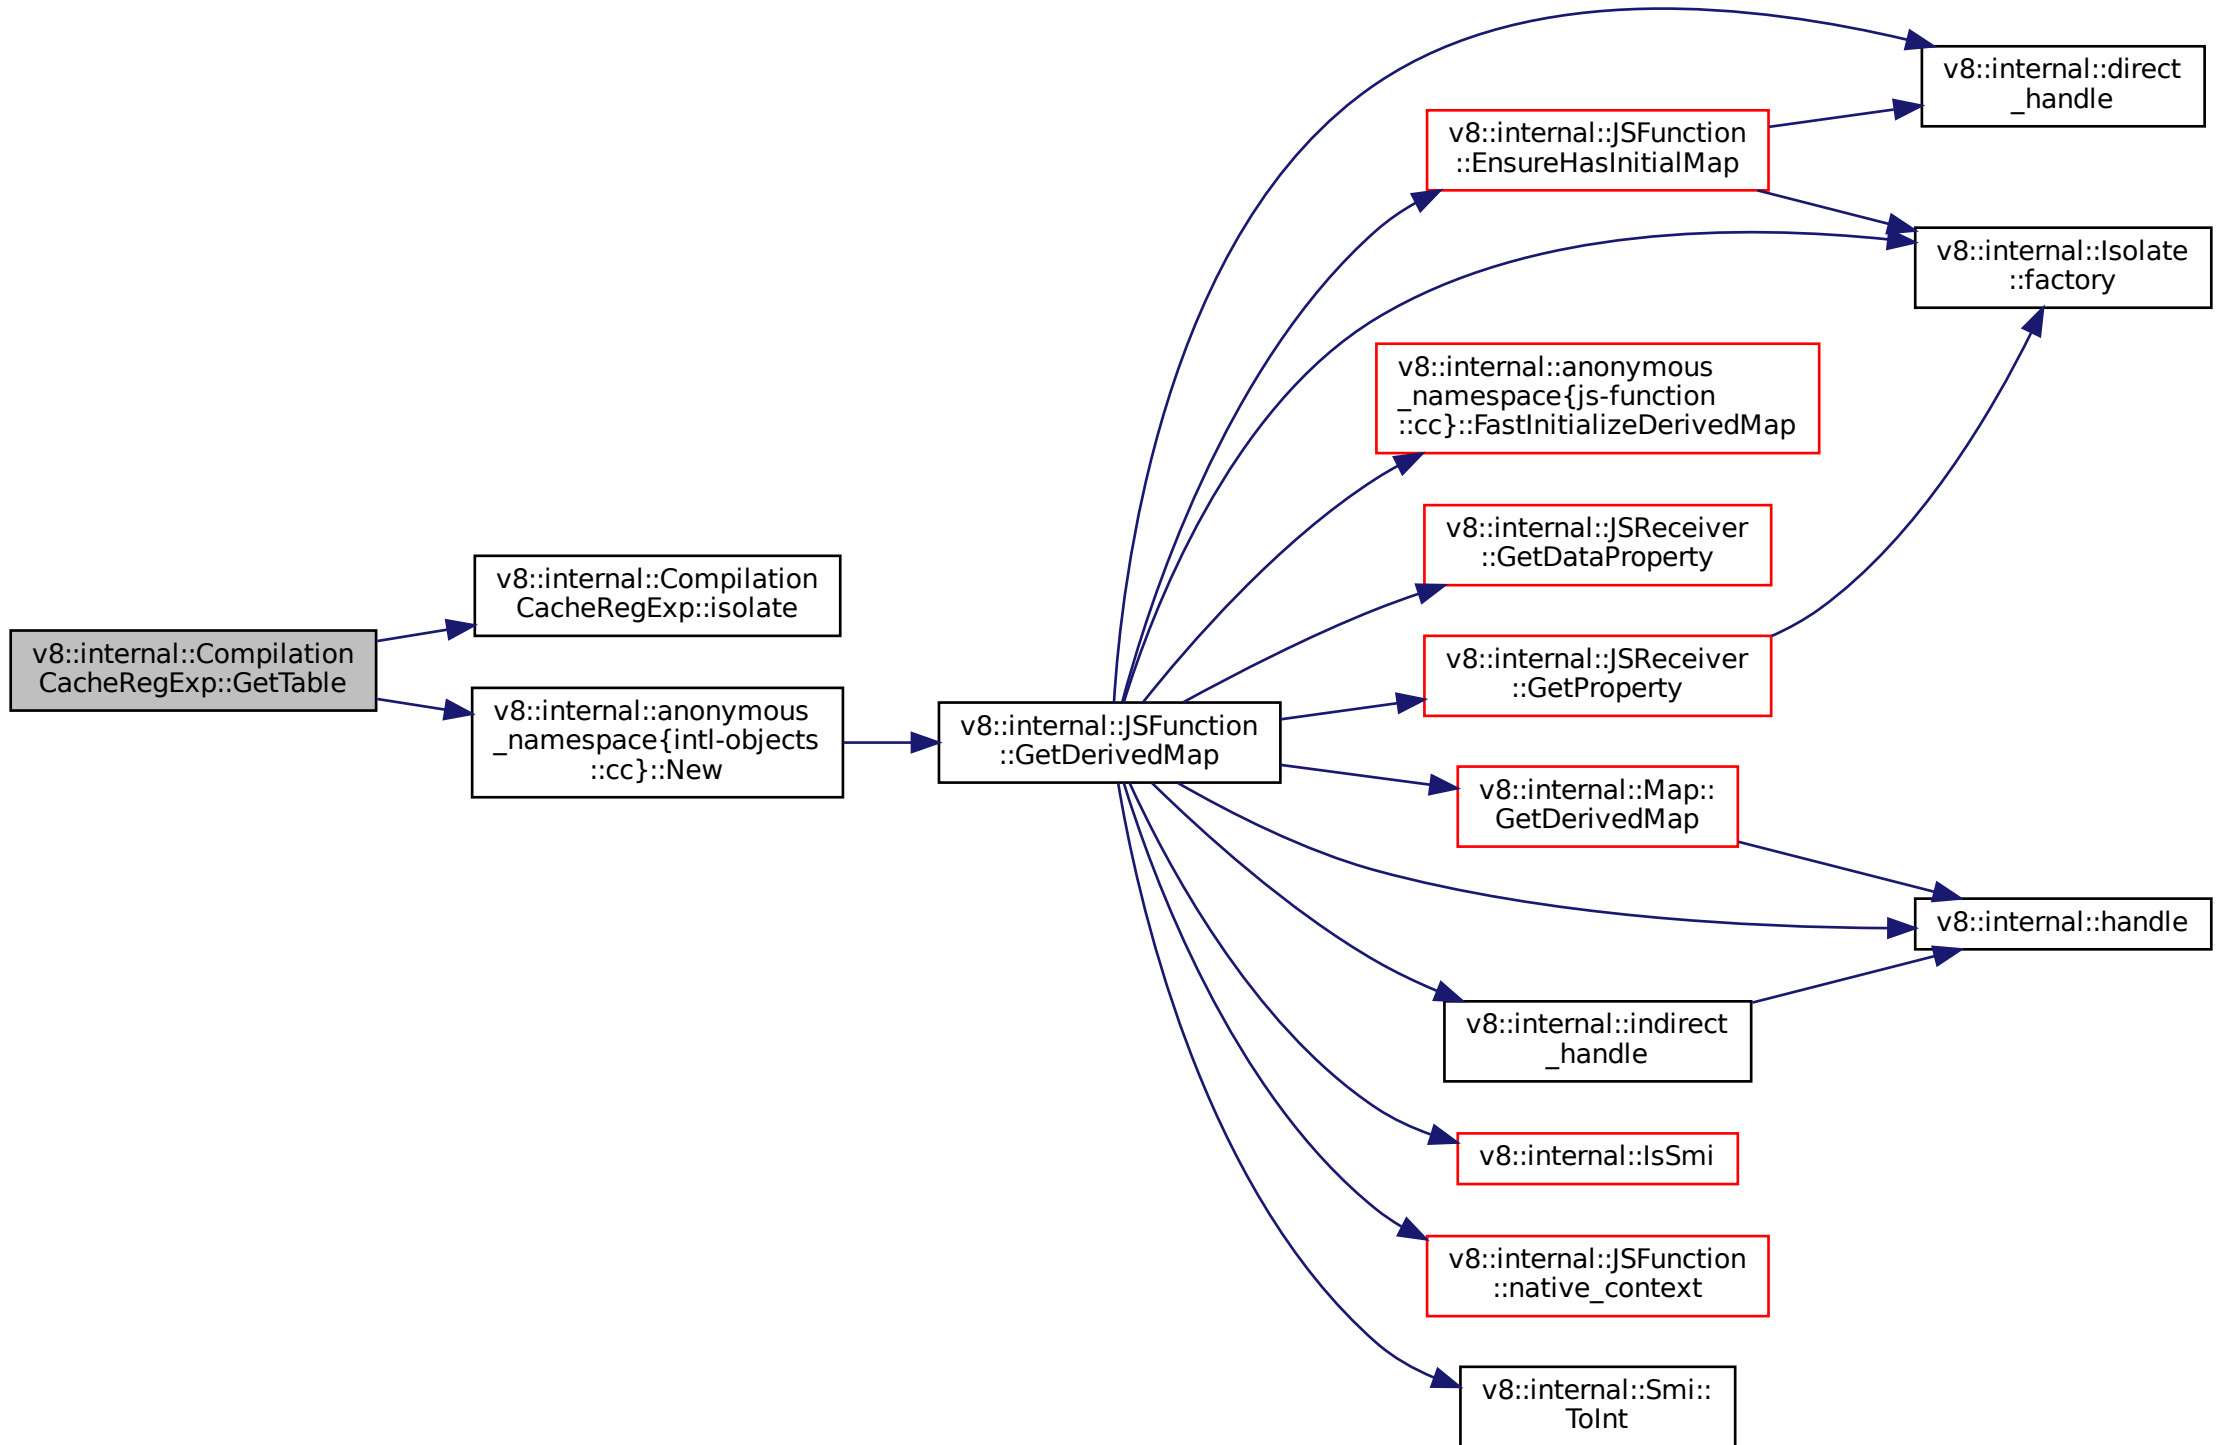 v8::internal::Compilation
CacheRegExp::GetTable
v8::internal::Compilation
CacheRegExp::isolate
v8::internal::anonymous
_namespace{intl-objects
::cc}::New
v8::internal::JSFunction
::GetDerivedMap
v8::internal::direct
_handle
v8::internal::JSFunction
::EnsureHasInitialMap
v8::internal::Isolate
::factory
v8::internal::anonymous
_namespace{js-function
::cc}::FastInitializeDerivedMap
v8::internal::JSReceiver
::GetDataProperty
v8::internal::JSReceiver
::GetProperty
v8::internal::Map::
GetDerivedMap
v8::internal::handle
v8::internal::indirect
_handle
v8::internal::IsSmi
v8::internal::JSFunction
::native_context
v8::internal::Smi::
ToInt